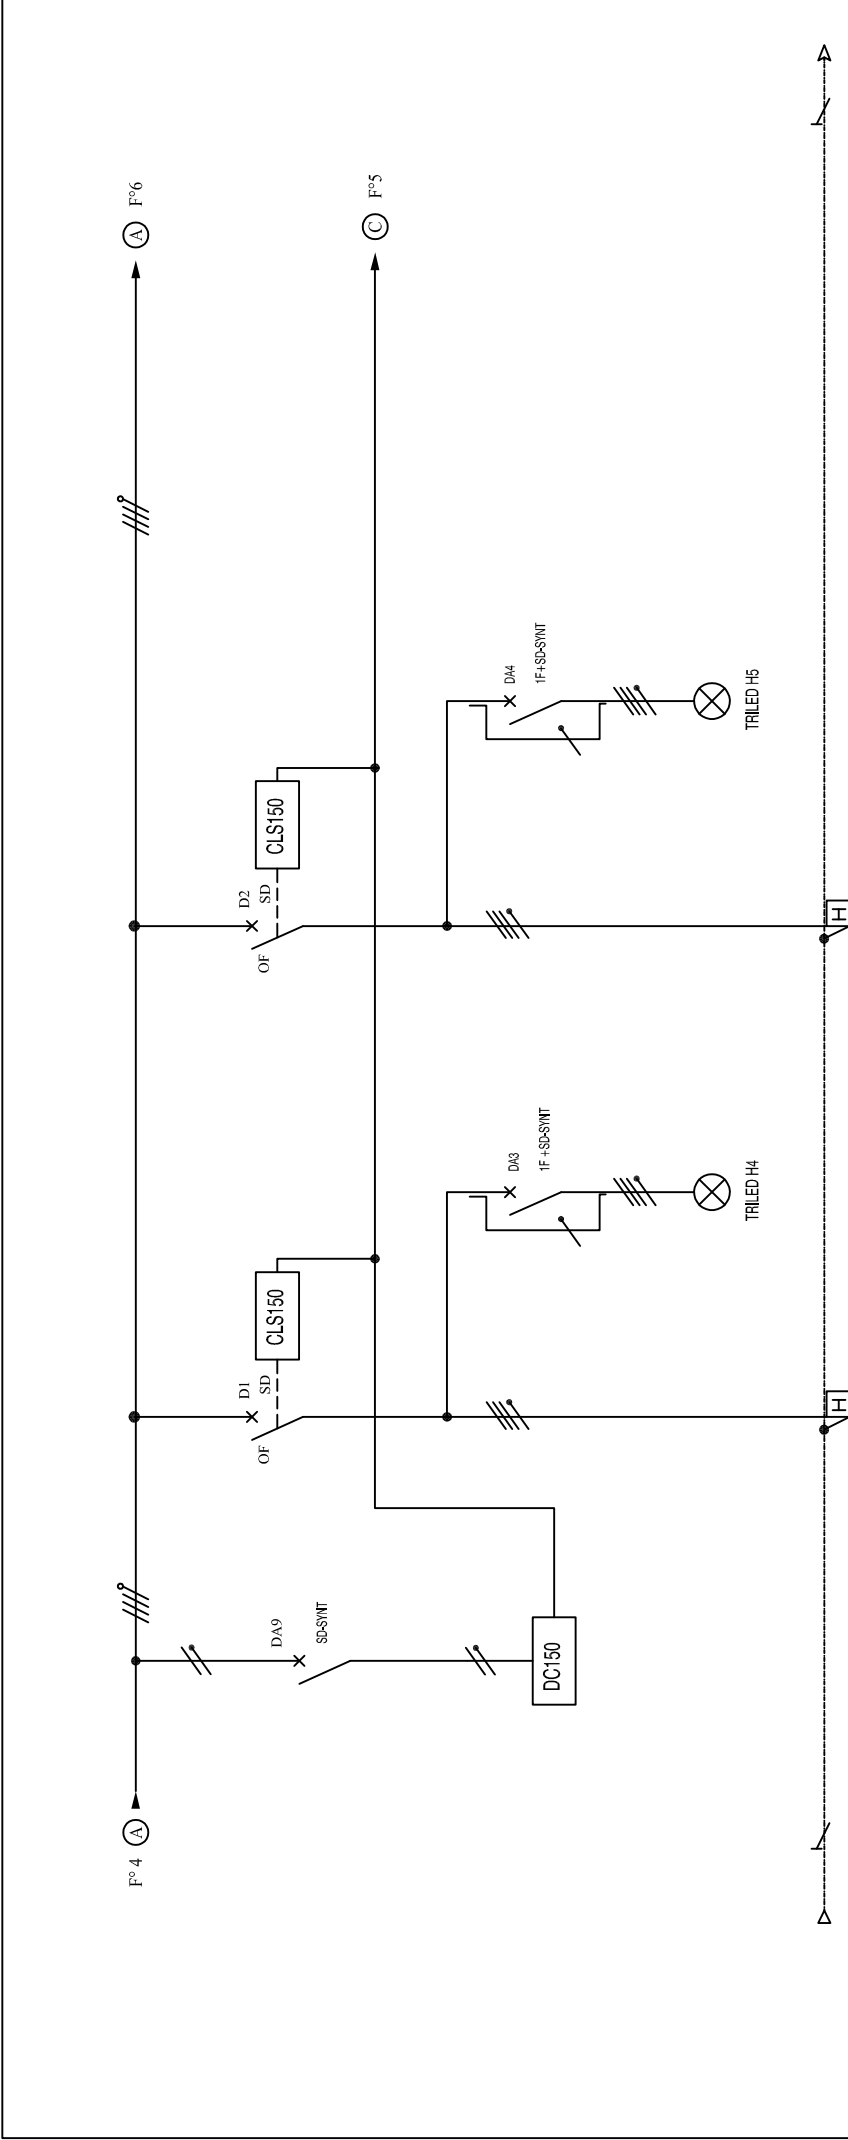 F° 4 A
A F°6
C F°5
DA9
SD-SYNT
DC150
D1
SD
OF
CLS150
DA3
1F +SD-SYNT
TRILED H4
H
D2
SD
OF
CLS150
DA4
1F+SD-SYNT
TRILED H5
H